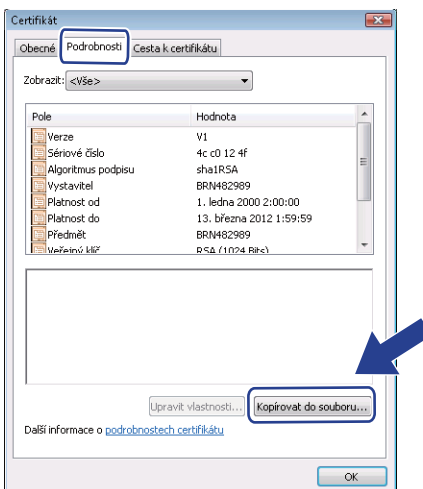 Certifikát
Obecné Podrobnosti Cesta k certifikátu
Zobrazit: <Vše>
Pole Hodnota
Verze V1
Sériové číslo 4c c0 12 4f
Algoritmus podpisu sha1RSA
Vystavitel BRN482989
Platnost od 1. ledna 2000 2:00:00
Platnost do 13. března 2012 1:59:59
Předmět BRN482989
Veřejný klíč RSA (1024 Bits)
Upravit vlastnosti... Kopírovat do souboru...
Další informace o podrobnostech certifikátu
OK